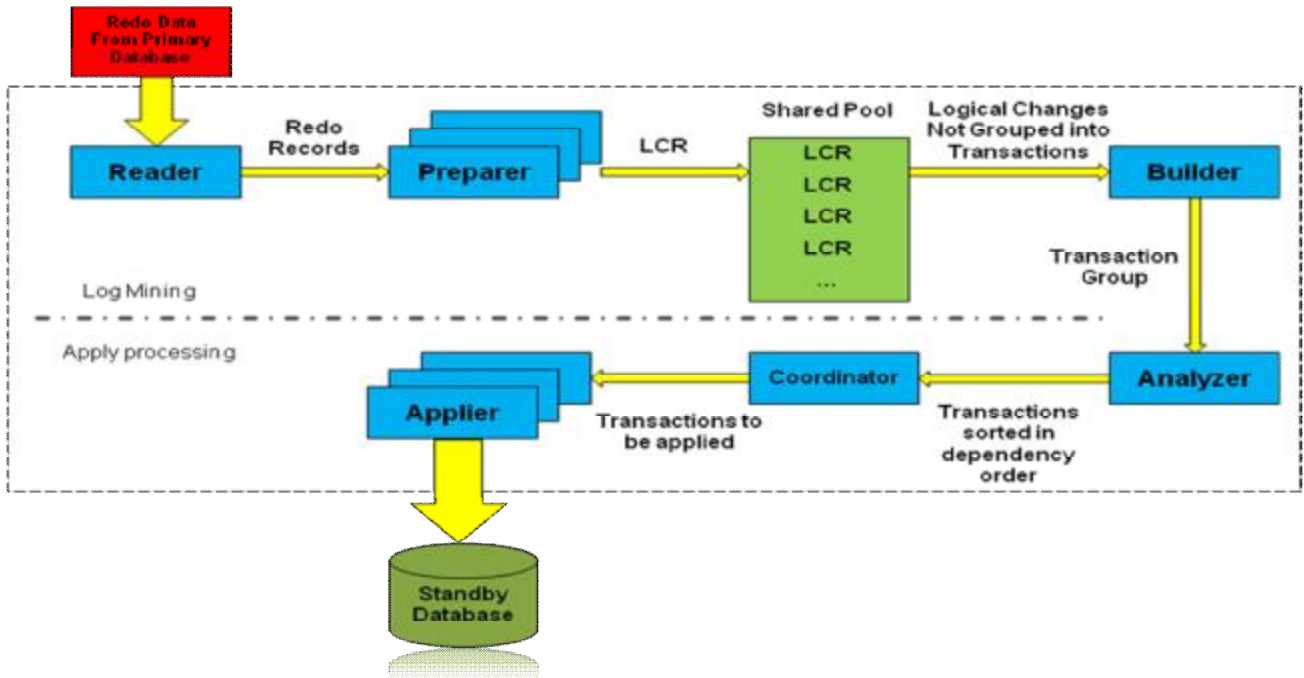 Redo Data
From Primary
Database
Reader
Redo
Records
Preparer
LCR
Shared Pool
LCR
LCR
LCR
LCR
...
Logical Changes
Not Grouped into
Transactions
Builder
Transaction
Group
Log Mining
Apply processing
Analyzer
Transactions
sorted in
dependency
order
Coordinator
Transactions to
be applied
Applier
Standby
Database